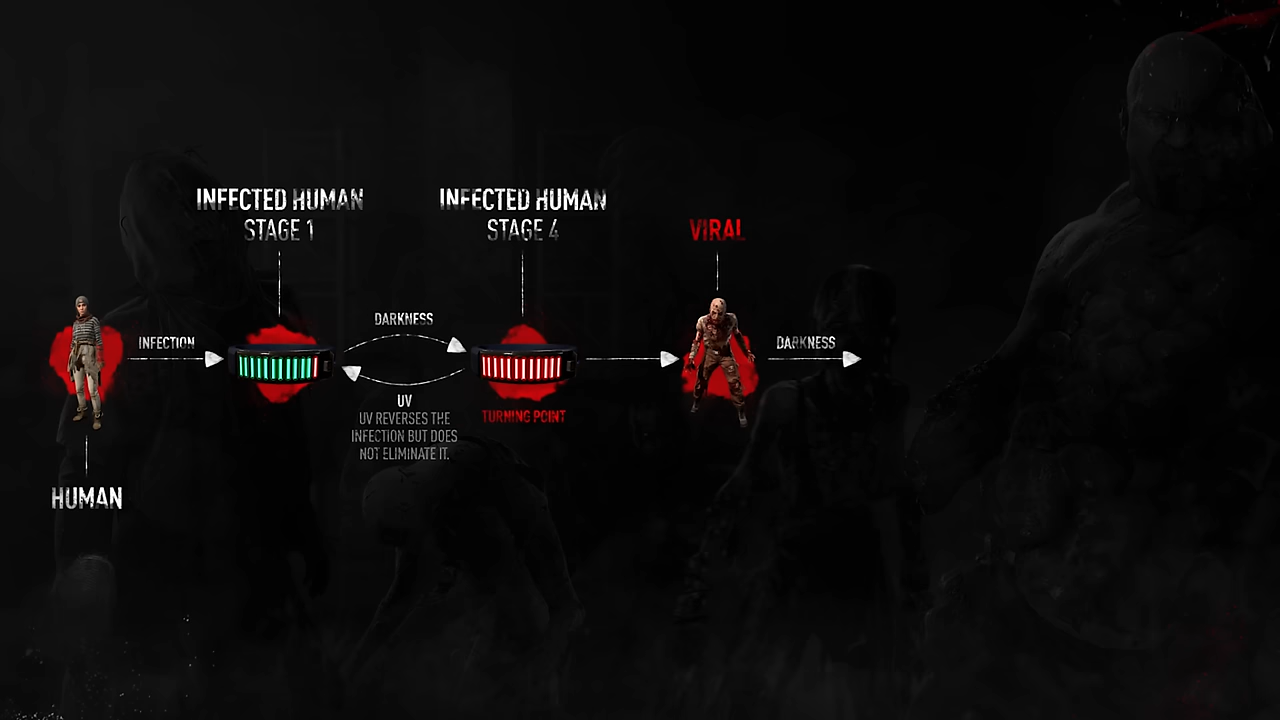 INFECTED HUMAN
STAGE 1
INFECTED HUMAN
STAGE 4
VIRAL
DARKNESS
INFECTION
DARKNESS
UV
UV REVERSES THE
INFECTION BUT DOES
NOT ELIMINATE IT.
TURNING POINT
HUMAN